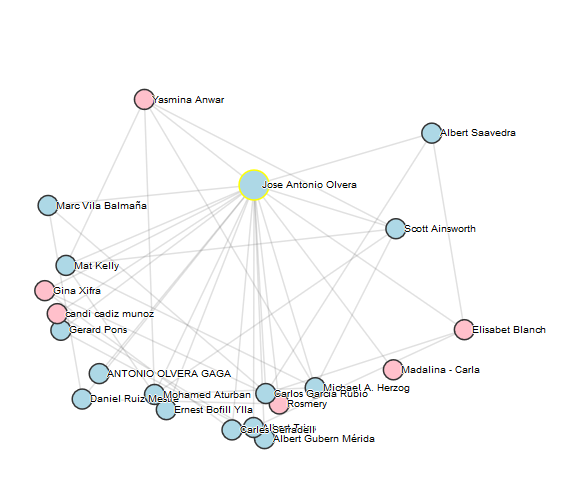 Yasmina Anwar
Albert Saavedra
Jose Antonio Olvera
Marc Vila Balmaña
Scott Ainsworth
Mat Kelly
Gina Xifra
candi cadiz munoz
Gerard Pons
Elisabet Blanch
ANTONIO OLVERA GAGA
Madalina - Carla
Michael A. Herzog
Daniel Ruiz Mestre
Mohamed Aturban
Carlos Garcia Rubio
Rosmery
Ernest Bofill Ylla
Albert
Carles Serradell
Albert Gubern Mérida